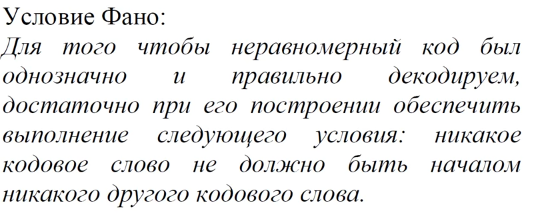 Условие Фано:
Для того чтобы неравномерный код был
однозначно и правильно декодируем,
достаточно при его построении обеспечить
выполнение следующего условия: никакое
кодовое слово не должно быть началом
никакого другого кодового слова.